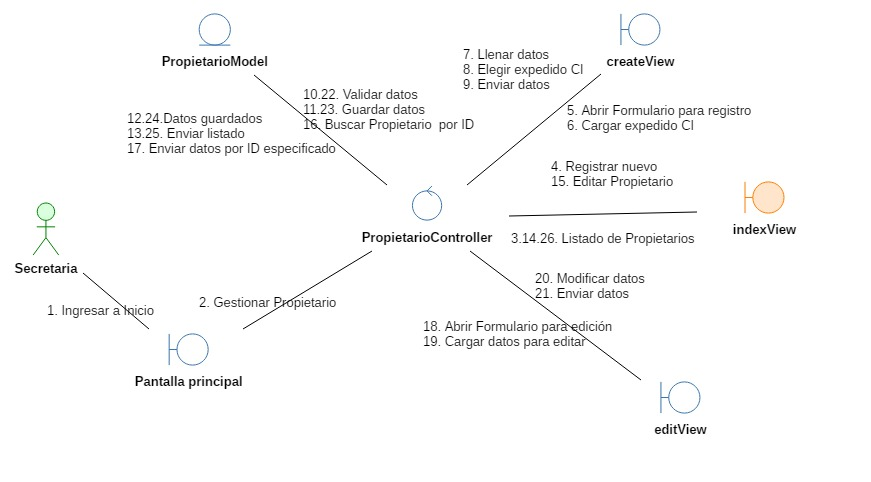 PropietarioModel
createView
7. Llenar datos
8. Elegir expedido CI
9. Enviar datos
10.22. Validar datos
11.23. Guardar datos
16. Buscar Propietario por ID
12.24.Datos guardados
13.25. Enviar listado
17. Enviar datos por ID especificado
5. Abrir Formulario para registro
6. Cargar expedido CI
4. Registrar nuevo
15. Editar Propietario
PropietarioController
indexView
3.14.26. Listado de Propietarios
Secretaria
1. Ingresar a Inicio
2. Gestionar Propietario
20. Modificar datos
21. Enviar datos
18. Abrir Formulario para edición
19. Cargar datos para editar
Pantalla principal
editView